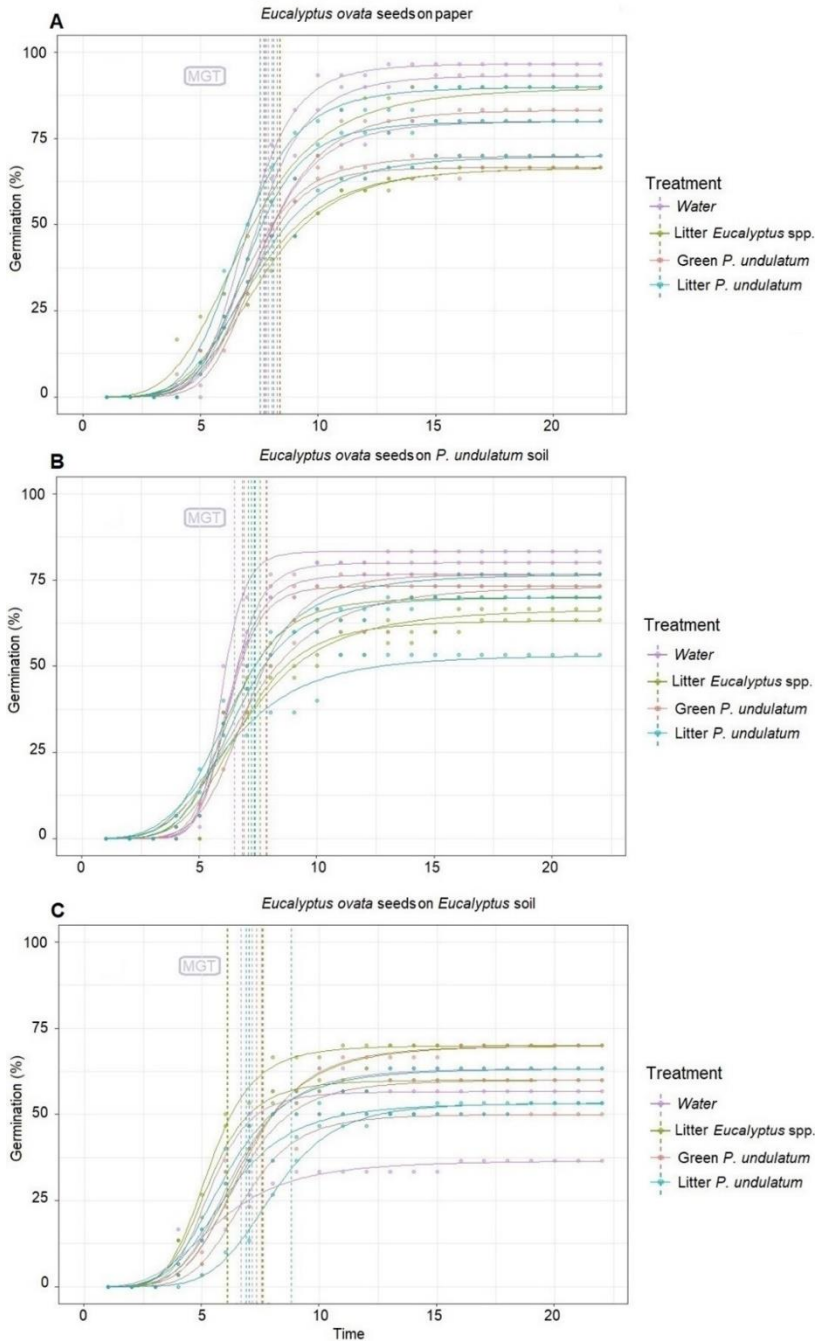 A
Eucalyptus ovata seeds on paper
100
MGT
75
Germination (%)
50
25
0
0 5 10 15 20
Treatment
Water
Litter Eucalyptus spp.
Green P. undulatum
Litter P. undulatum
B
Eucalyptus ovata seeds on P. undulatum soil
100
MGT
75
Germination (%)
50
25
0
0 5 10 15 20
Treatment
Water
Litter Eucalyptus spp.
Green P. undulatum
Litter P. undulatum
C
Eucalyptus ovata seeds on Eucalyptus soil
100
MGT
75
Germination (%)
50
25
0
0 5 10 15 20
Time
Treatment
Water
Litter Eucalyptus spp.
Green P. undulatum
Litter P. undulatum